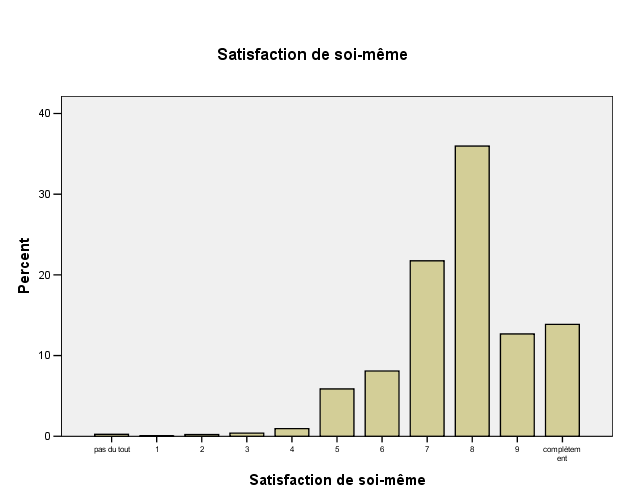 Satisfaction de soi-même
40
30
20
10
0
Percent
pas du tout 1 2 3 4 5 6 7 8 9 complètem
ent
Satisfaction de soi-même